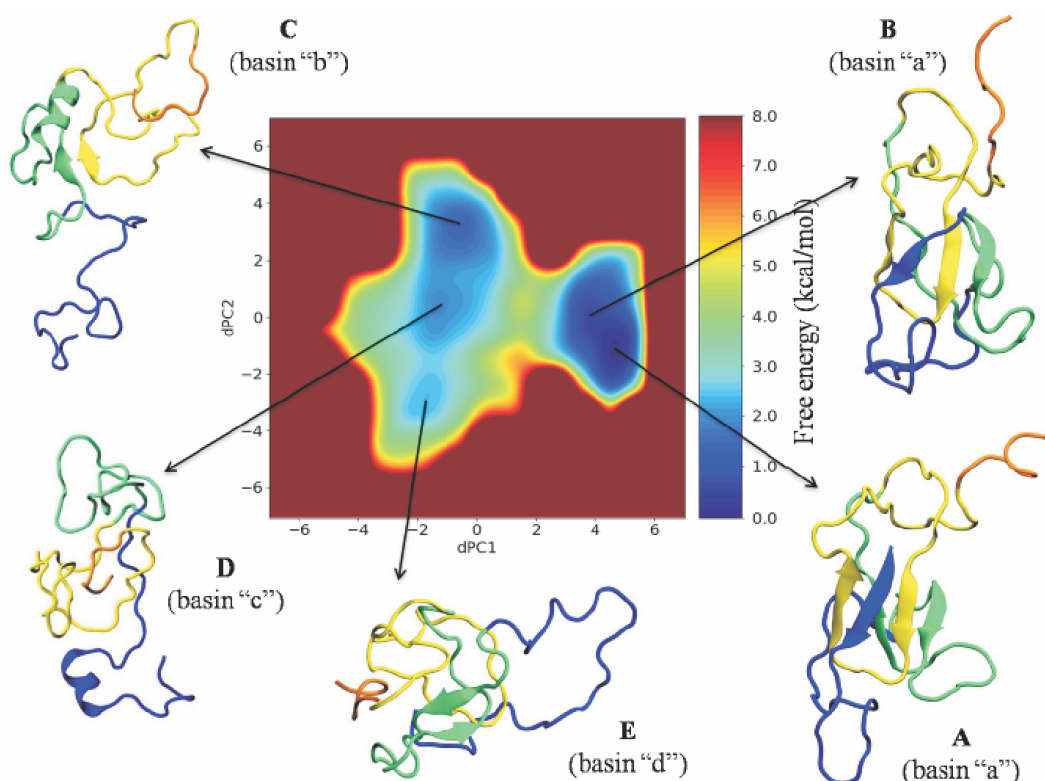 C
(basin “b”)
B
(basin “a”)
8.0
7.0
6.0
5.0
4.0
3.0
2.0
1.0
0.0
Free energy (kcal/mol)
6
4
2
0
−2
−4
−6
dPC2
−6 −4 −2 0 2 4 6
dPC1
D
(basin “c”)
E
(basin “d”)
A
(basin “a”)